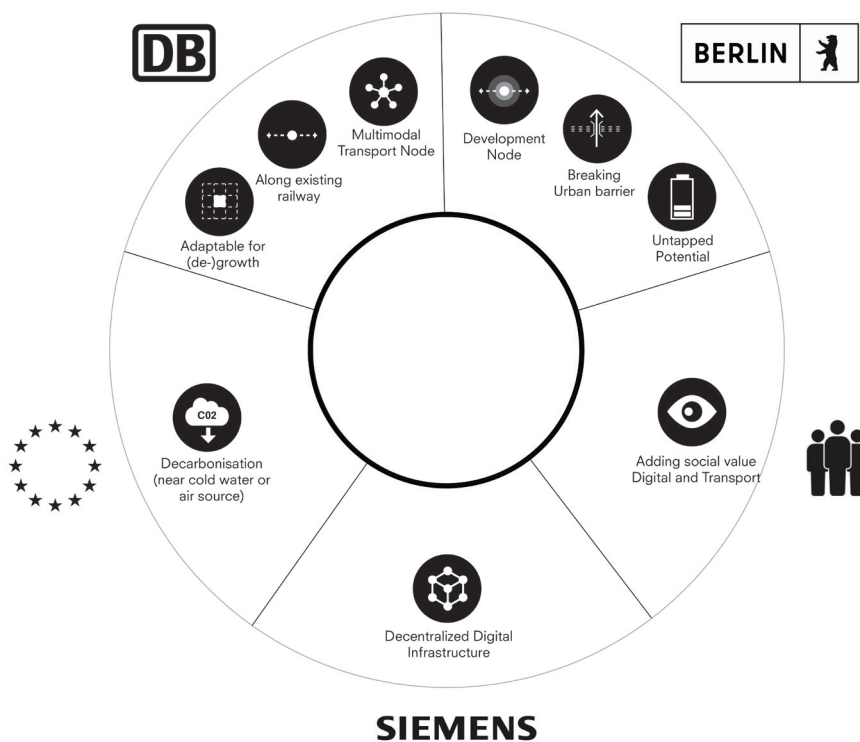 DB
BERLIN
Multimodal
Transport Node
Along existing
railway
Adaptable for
(de-)growth
Development
Node
Breaking
Urban barrier
Untapped
Potential
C02
Decarbonisation
(near cold water or
air source)
Adding social value
Digital and Transport
Decentralized Digital
Infrastructure
SIEMENS